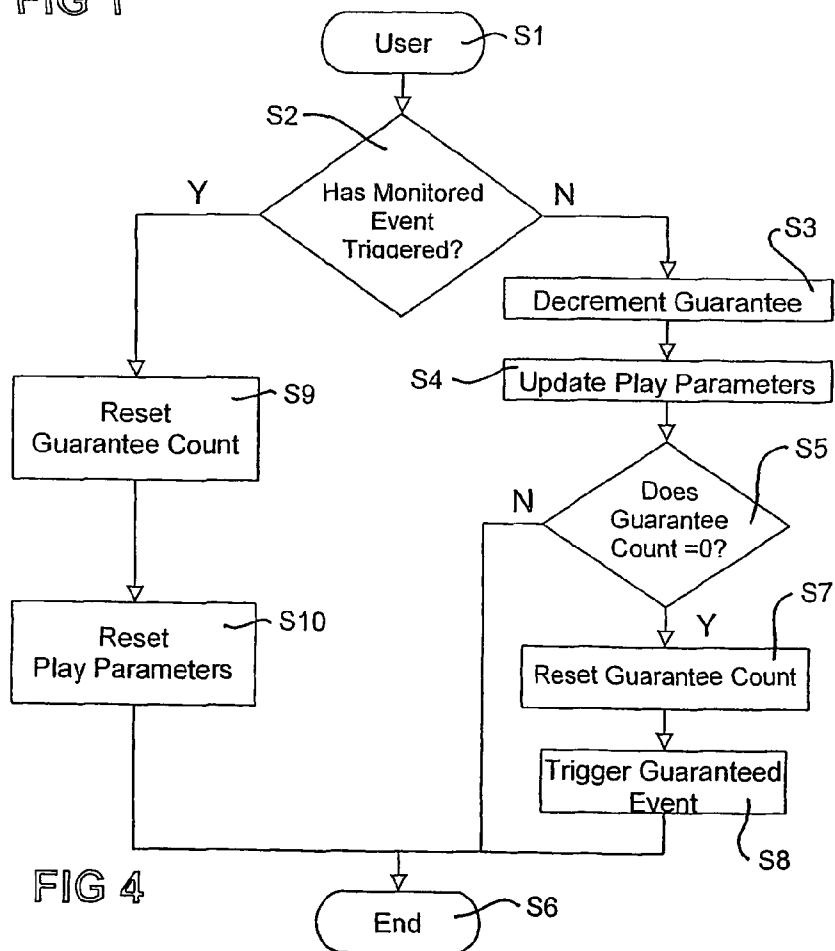 FIG 1
User
S1
S2
Has Monitored
Event
Triggered?
Y
N
S3
Decrement Guarantee
S4
Update Play Parameters
S9
Reset
Guarantee Count
S5
Does
Guarantee
Count =0?
N
Y
S7
Reset Guarantee Count
S10
Reset
Play Parameters
Trigger Guaranteed
Event
S8
FIG 4
End
S6